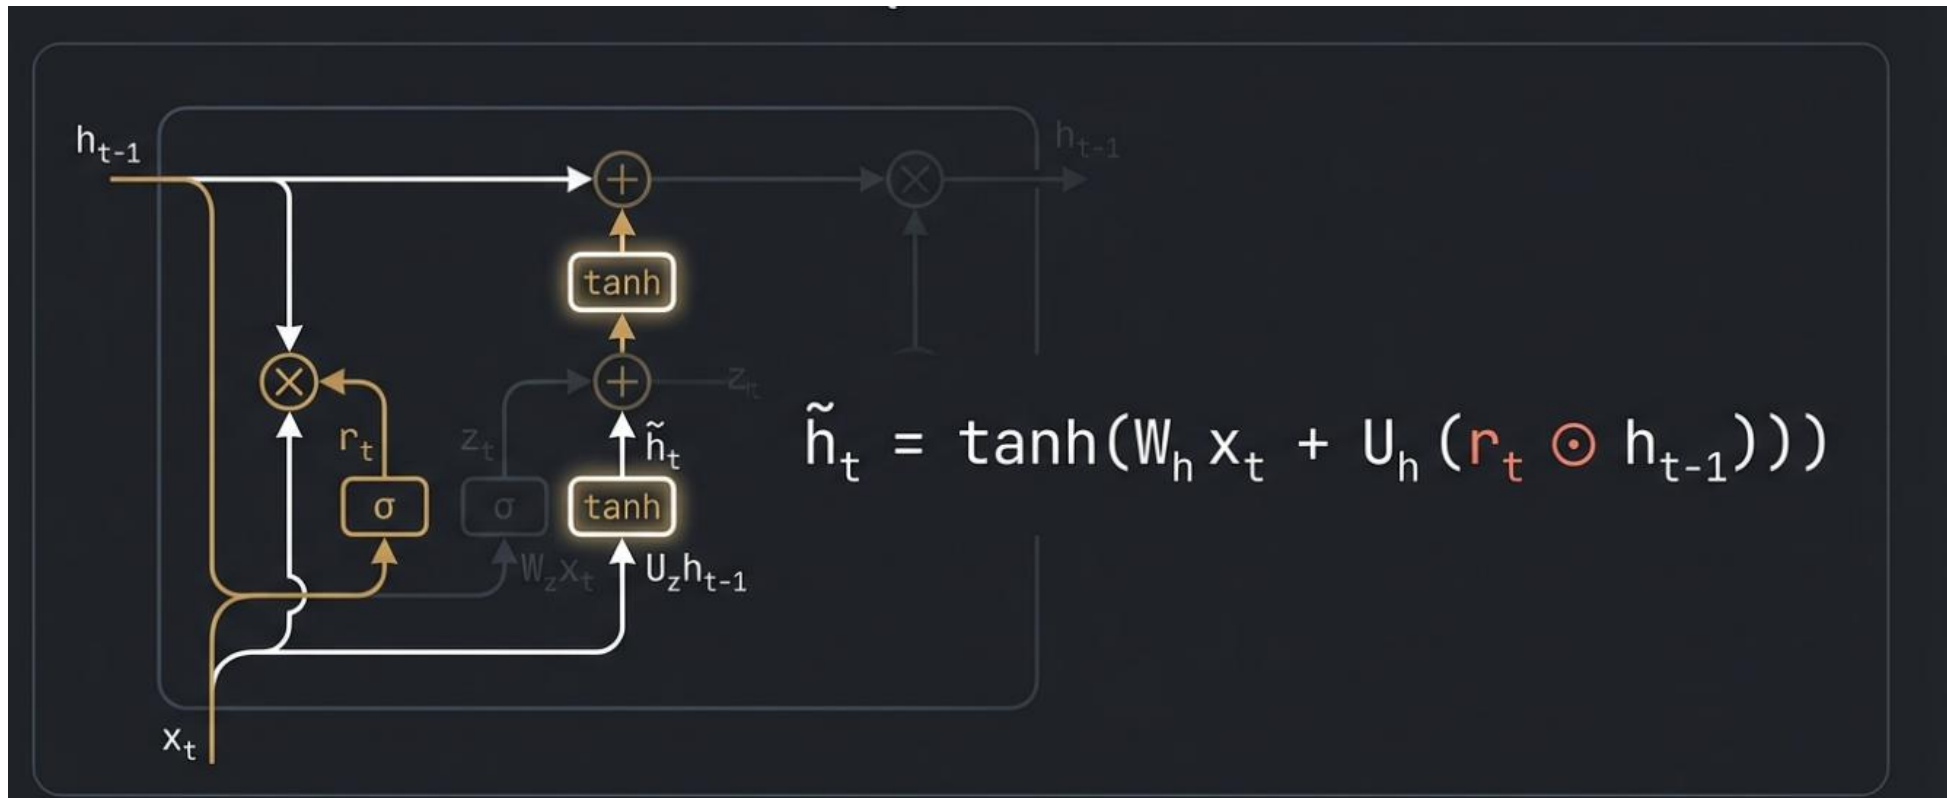 h_{t-1}
h_{t-1}
tanh
r_t
z_t
h̃_t
z_t
h̃_t = tanh(W_h x_t + U_h (r_t ⊙ h_{t-1})))
σ
σ
tanh
W_z x_t
U_z h_{t-1}
x_t